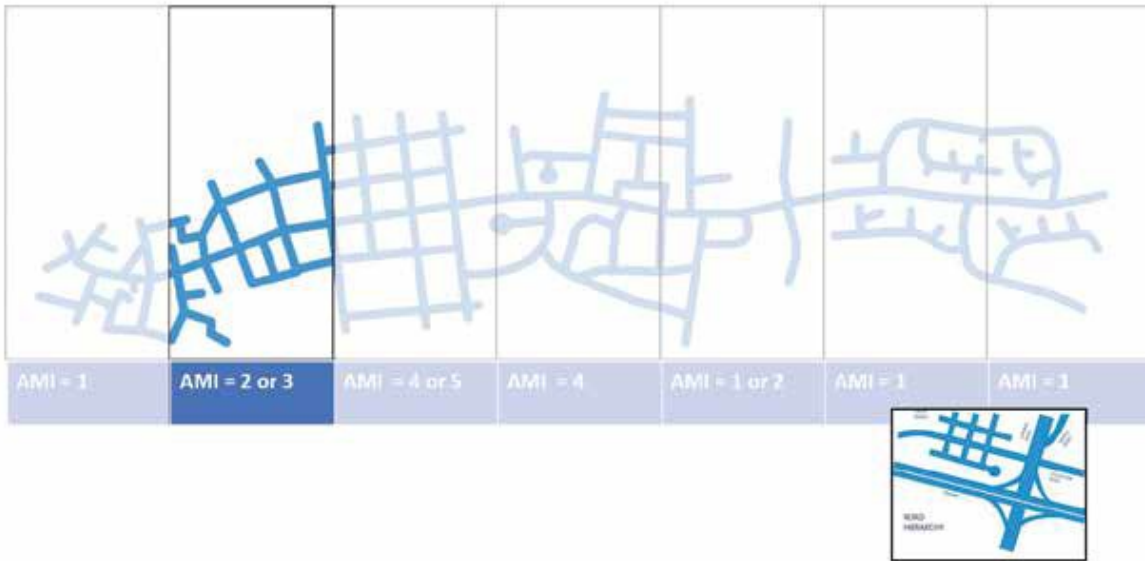 AMI = 1
AMI = 2 or 3
AMI = 4 or 5
AMI = 4
AMI = 1 or 2
AMI = 1
AMI = 1
ROAD
HIERARCHY